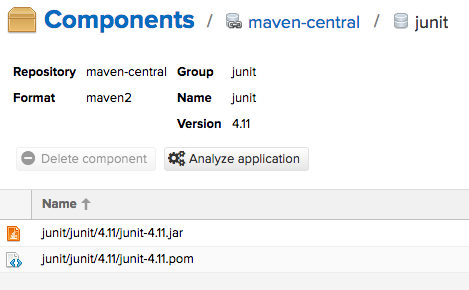 Components / maven-central / junit
Repository maven-central Group junit
Format maven2 Name junit
Version 4.11
Delete component Analyze application
Name
junit/junit/4.11/junit-4.11.jar
junit/junit/4.11/junit-4.11.pom